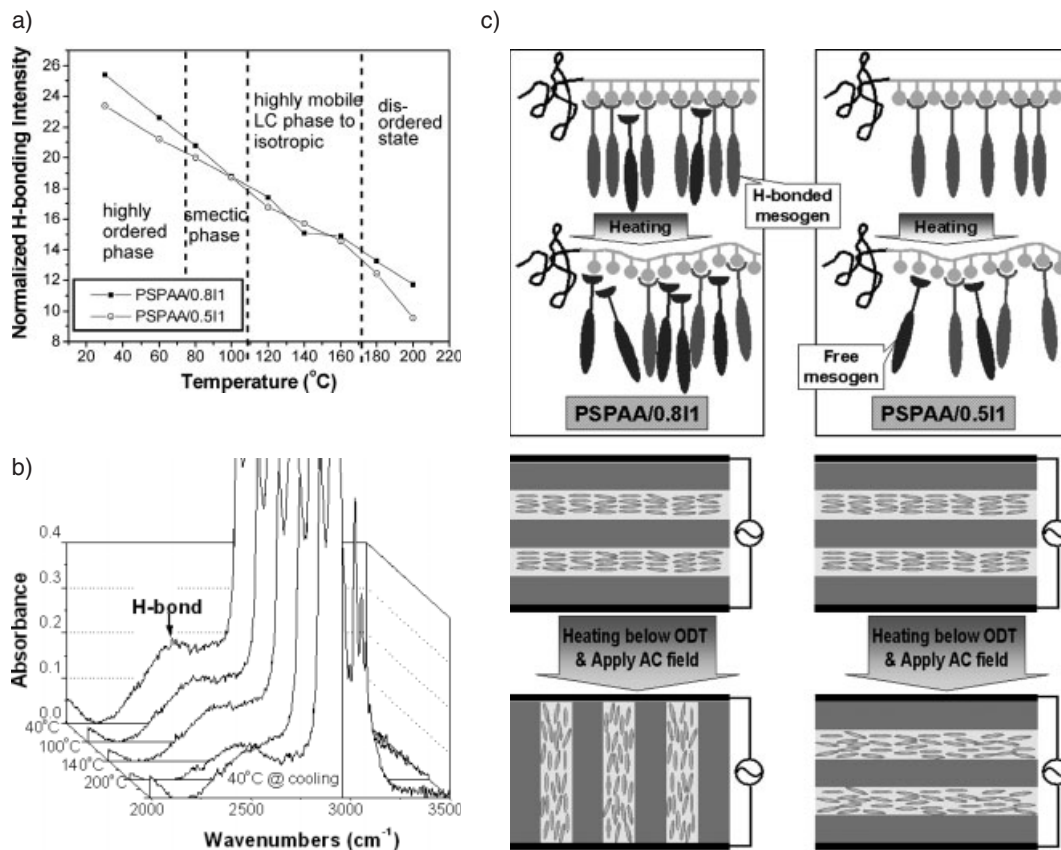 a)
Normalized H-bonding Intensity
26
24
22
20
18
16
14
12
10
8
highly
ordered
phase
smectic
phase
highly mobile
LC phase to
isotropic
dis-
ordered
state
PSPAA/0.8I1
PSPAA/0.5I1
20 40 60 80 100 120 140 160 180 200 220
Temperature (°C)
b)
Absorbance
0.4
0.3
0.2
0.1
0.0
H-bond
40°C
100°C
140°C
200°C
40°C @ cooling
2000 2500 3000 3500
Wavenumbers (cm-1)
c)
H-bonded
mesogen
Heating
Heating
Free
mesogen
PSPAA/0.8I1
PSPAA/0.5I1
Heating below ODT
& Apply AC field
Heating below ODT
& Apply AC field